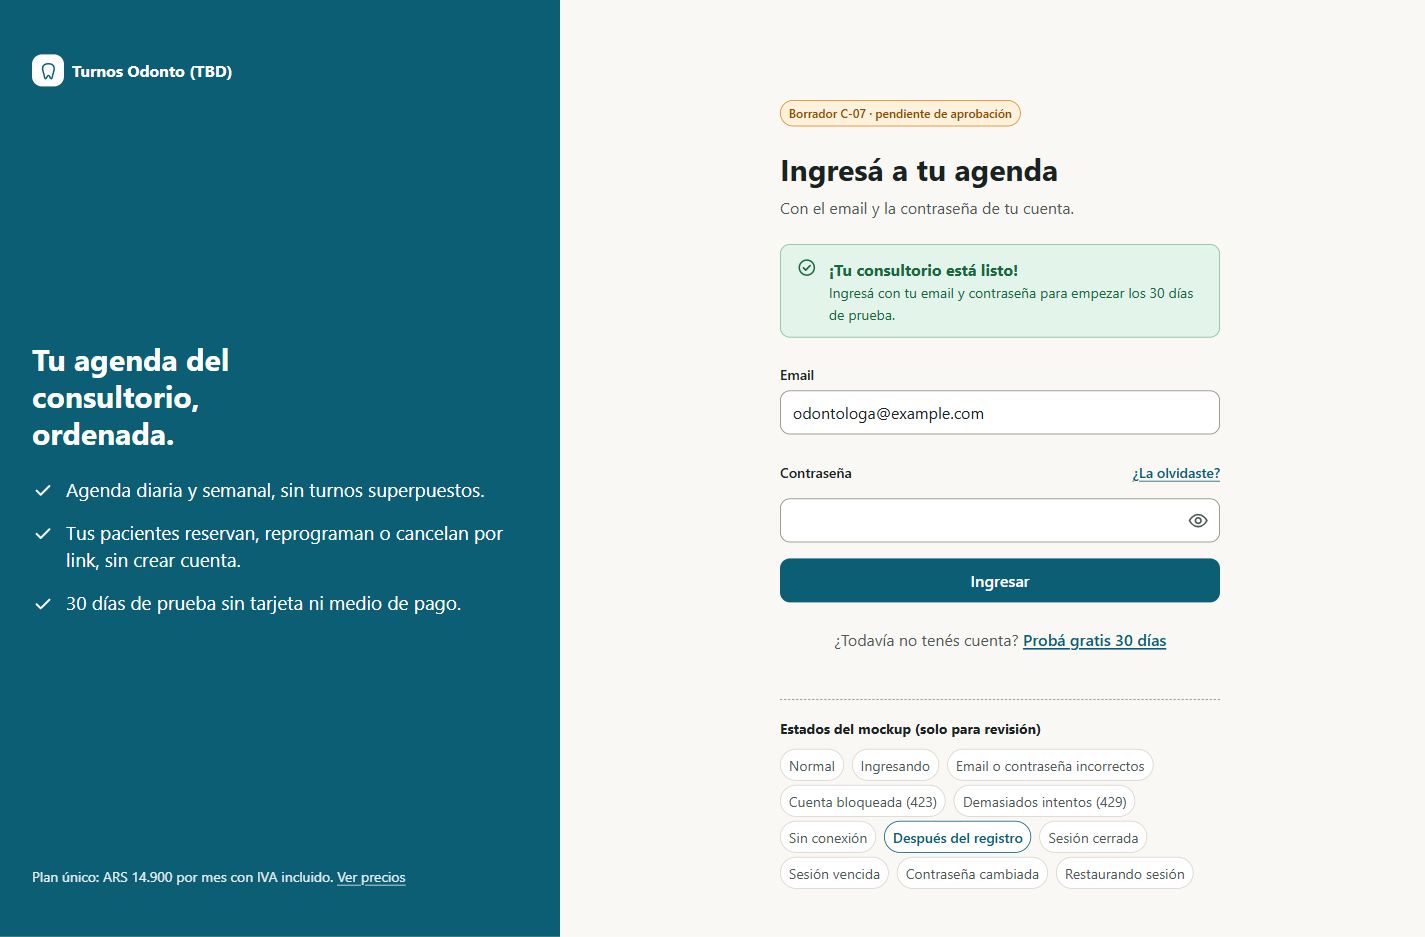 Turnos Odonto (TBD)
Tu agenda del
consultorio,
ordenada.
Agenda diaria y semanal, sin turnos superpuestos.
Tus pacientes reservan, reprograman o cancelan por
link, sin crear cuenta.
30 días de prueba sin tarjeta ni medio de pago.
Plan único: ARS 14.900 por mes con IVA incluido. Ver precios
Borrador C-07 · pendiente de aprobación
Ingresá a tu agenda
Con el email y la contraseña de tu cuenta.
¡Tu consultorio está listo!
Ingresá con tu email y contraseña para empezar los 30 días
de prueba.
Email
odontologa@example.com
Contraseña ¿La olvidaste?
Ingresar
¿Todavía no tenés cuenta? Probá gratis 30 días
Estados del mockup (solo para revisión)
Normal Ingresando Email o contraseña incorrectos
Cuenta bloqueada (423) Demasiados intentos (429)
Sin conexión Después del registro Sesión cerrada
Sesión vencida Contraseña cambiada Restaurando sesión